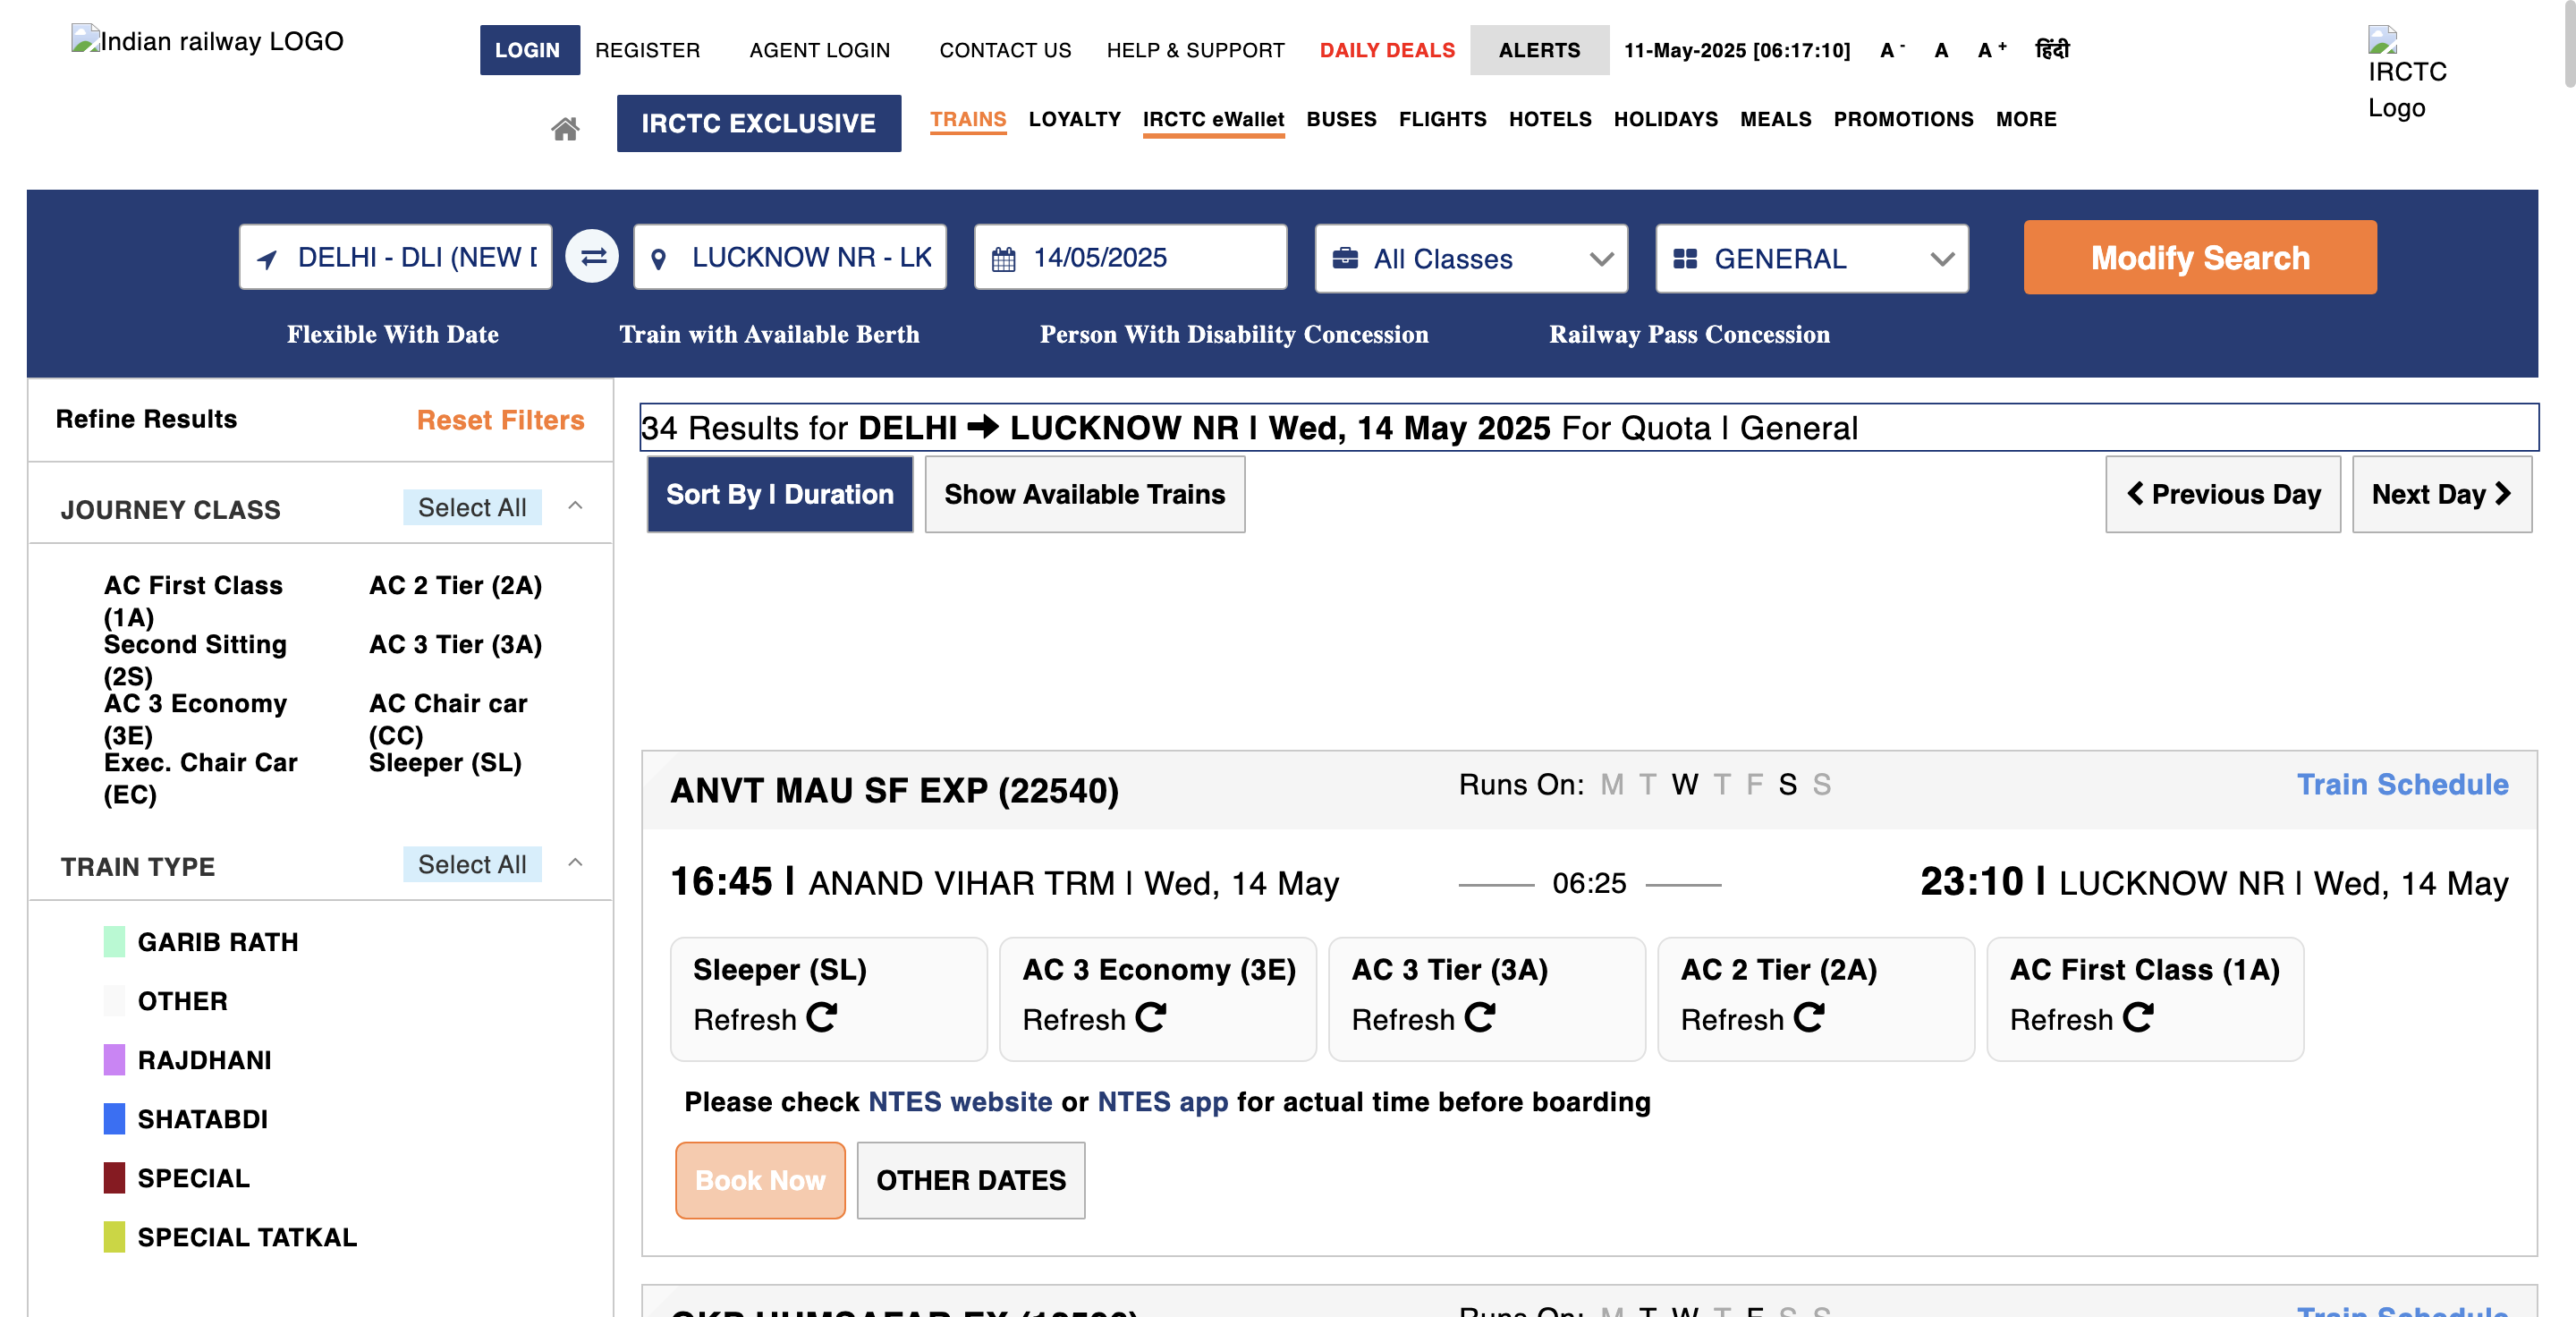 Indian railway LOGO
LOGIN REGISTER AGENT LOGIN CONTACT US HELP & SUPPORT DAILY DEALS ALERTS 11-May-2025 [06:17:10] A - A A + हिंदी
IRCTC Logo
IRCTC EXCLUSIVE TRAINS LOYALTY IRCTC eWallet BUSES FLIGHTS HOTELS HOLIDAYS MEALS PROMOTIONS MORE
DELHI - DLI (NEW D LUCKNOW NR - LK 14/05/2025 All Classes GENERAL Modify Search
Flexible With Date Train with Available Berth Person With Disability Concession Railway Pass Concession
Refine Results Reset Filters
JOURNEY CLASS Select All
AC First Class (1A) AC 2 Tier (2A)
Second Sitting (2S) AC 3 Tier (3A)
AC 3 Economy (3E) AC Chair car (CC)
Exec. Chair Car (EC) Sleeper (SL)
TRAIN TYPE Select All
GARIB RATH
OTHER
RAJDHANI
SHATABDI
SPECIAL
SPECIAL TATKAL
34 Results for DELHI ➔ LUCKNOW NR | Wed, 14 May 2025 For Quota | General
Sort By | Duration Show Available Trains Previous Day Next Day
ANVT MAU SF EXP (22540) Runs On: M T W T F S S Train Schedule
16:45 | ANAND VIHAR TRM | Wed, 14 May 06:25 23:10 | LUCKNOW NR | Wed, 14 May
Sleeper (SL) AC 3 Economy (3E) AC 3 Tier (3A) AC 2 Tier (2A) AC First Class (1A)
Refresh Refresh Refresh Refresh Refresh
Please check NTES website or NTES app for actual time before boarding
Book Now OTHER DATES
Runs On: M T W T F S S Train Schedule